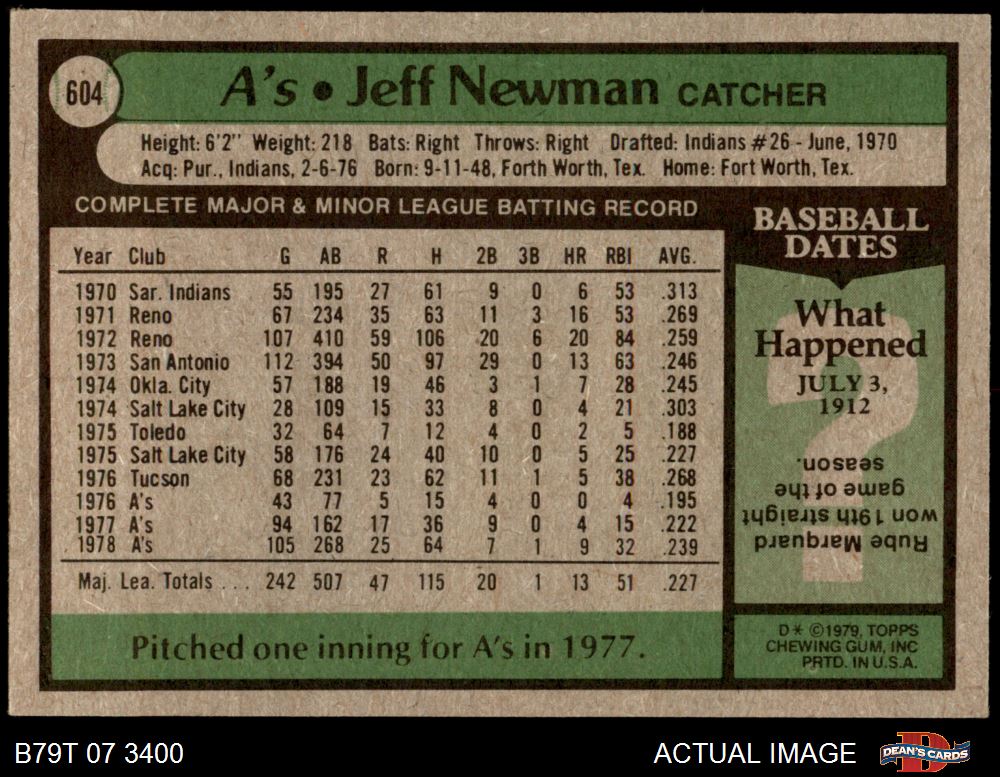 604
A's • Jeff Newman CATCHER
Height: 6'2" Weight: 218 Bats: Right Throws: Right Drafted: Indians #26 - June, 1970
Acq: Pur., Indians, 2-6-76 Born: 9-11-48, Forth Worth, Tex. Home: Fort Worth, Tex.
COMPLETE MAJOR & MINOR LEAGUE BATTING RECORD
Year Club G AB R H 2B 3B HR RBI AVG.
1970 Sar. Indians 55 195 27 61 9 0 6 53 .313
1971 Reno 67 234 35 63 11 3 16 53 .269
1972 Reno 107 410 59 106 20 6 20 84 .259
1973 San Antonio 112 394 50 97 29 0 13 63 .246
1974 Okla. City 57 188 19 46 3 1 7 28 .245
1974 Salt Lake City 28 109 15 33 8 0 4 21 .303
1975 Toledo 32 64 7 12 4 0 2 5 .188
1975 Salt Lake City 58 176 24 40 10 0 5 25 .227
1976 Tucson 68 231 23 62 11 1 5 38 .268
1976 A's 43 77 5 15 4 0 0 4 .195
1977 A's 94 162 17 36 9 0 4 15 .222
1978 A's 105 268 25 64 7 1 9 32 .239
Maj. Lea. Totals . . . 242 507 47 115 20 1 13 51 .227
Pitched one inning for A's in 1977.
BASEBALL
DATES
What
Happened
JULY 3,
1912
Rube Marquard
won 19th straight
game of the
season.
D* ©1979, TOPPS
CHEWING GUM, INC
PRTD. IN U.S.A.
B79T 07 3400
ACTUAL IMAGE
D
DEAN'S CARDS